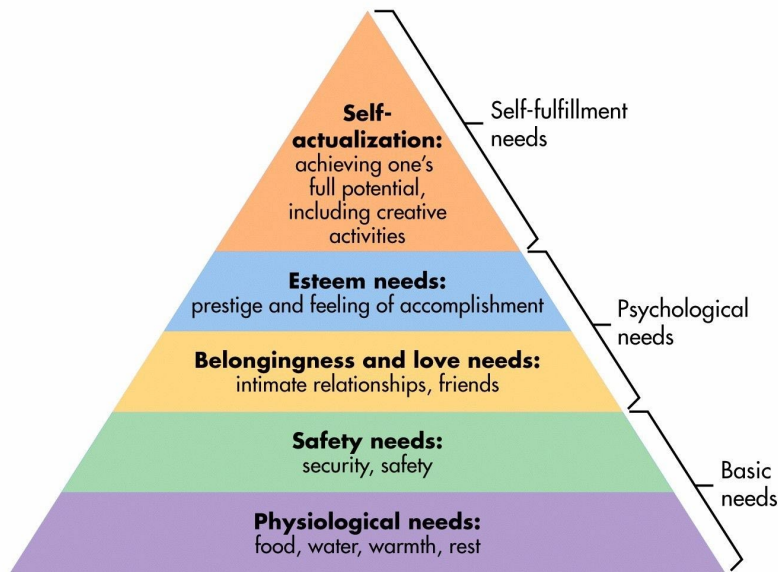 Self-
actualization:
achieving one's
full potential,
including creative
activities
Self-fulfillment
needs
Esteem needs:
prestige and feeling of accomplishment
Psychological
needs
Belongingness and love needs:
intimate relationships, friends
Safety needs:
security, safety
Basic
needs
Physiological needs:
food, water, warmth, rest